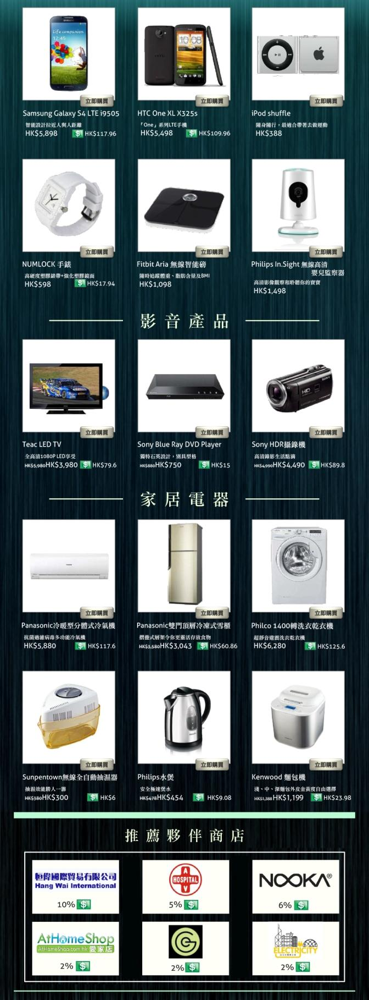 SAMSUNG
Life companion
12:45
10:08
立即購買
立即購買
立即購買
Samsung Galaxy S4 LTE i9505
HTC One XL X325s
iPod shuffle
智能設計拉近人與人距離
「One」系列LTE手機
隨身隨行，最適合帶著去做運動
HK$5,898 $ HK$117.96
HK$5,498 $ HK$109.96
HK$388
立即購買
立即購買
立即購買
NUMLOCK 手錶
Fitbit Aria 無線智能磅
Philips In.Sight 無線高清
嬰兒監察器
高硬度塑膠錶帶+強化塑膠鏡面
隨時追蹤體重、脂肪含量及BMI
高清影像觀察和聆聽你的寶寶
HK$598 $ HK$17.94
HK$1,098
HK$1,498
影音產品
SONY
HD
立即購買
立即購買
立即購買
Teac LED TV
Sony Blue Ray DVD Player
Sony HDR攝錄機
全高清1080P LED享受
獨特石英設計，別具型格
高清錄影生活點滴
HK$5,980HK$3,980 $ HK$79.6
HK$880HK$750 $ HK$15
HK$4,990HK$4,490 $ HK$89.8
家居電器
立即購買
立即購買
立即購買
Panasonic冷暖型分體式冷氣機
Panasonic雙門頂層冷凍式雪櫃
Philco 1400轉洗衣乾衣機
抗菌過濾病毒多功能冷氣機
摺疊式層架令你更靈活存放食物
超靜音避震洗衣乾衣機
HK$5,880 $ HK$117.6
HK$3,580HK$3,043 $ HK$60.86
HK$6,280 $ HK$125.6
立即購買
立即購買
立即購買
Sunpentown無線全自動抽濕器
Philips水煲
Kenwood 麵包機
抽濕效能勝人一籌
安全極速煲水
淺、中、深麵包外皮金黃度自由選擇
HK$380HK$300 $ HK$6
HK$478HK$454 $ HK$9.08
HK$1,388HK$1,199 $ HK$23.98
推薦夥伴商店
恒偉國際貿易有限公司
Hang Wai International
10% $
A
HOSPITAL
V
5% $
NOOKA®
6% $
AtHomeShop
AtHomeShop.com.hk 愛家店
2% $
G
2% $
ELECTRICITY
2% $